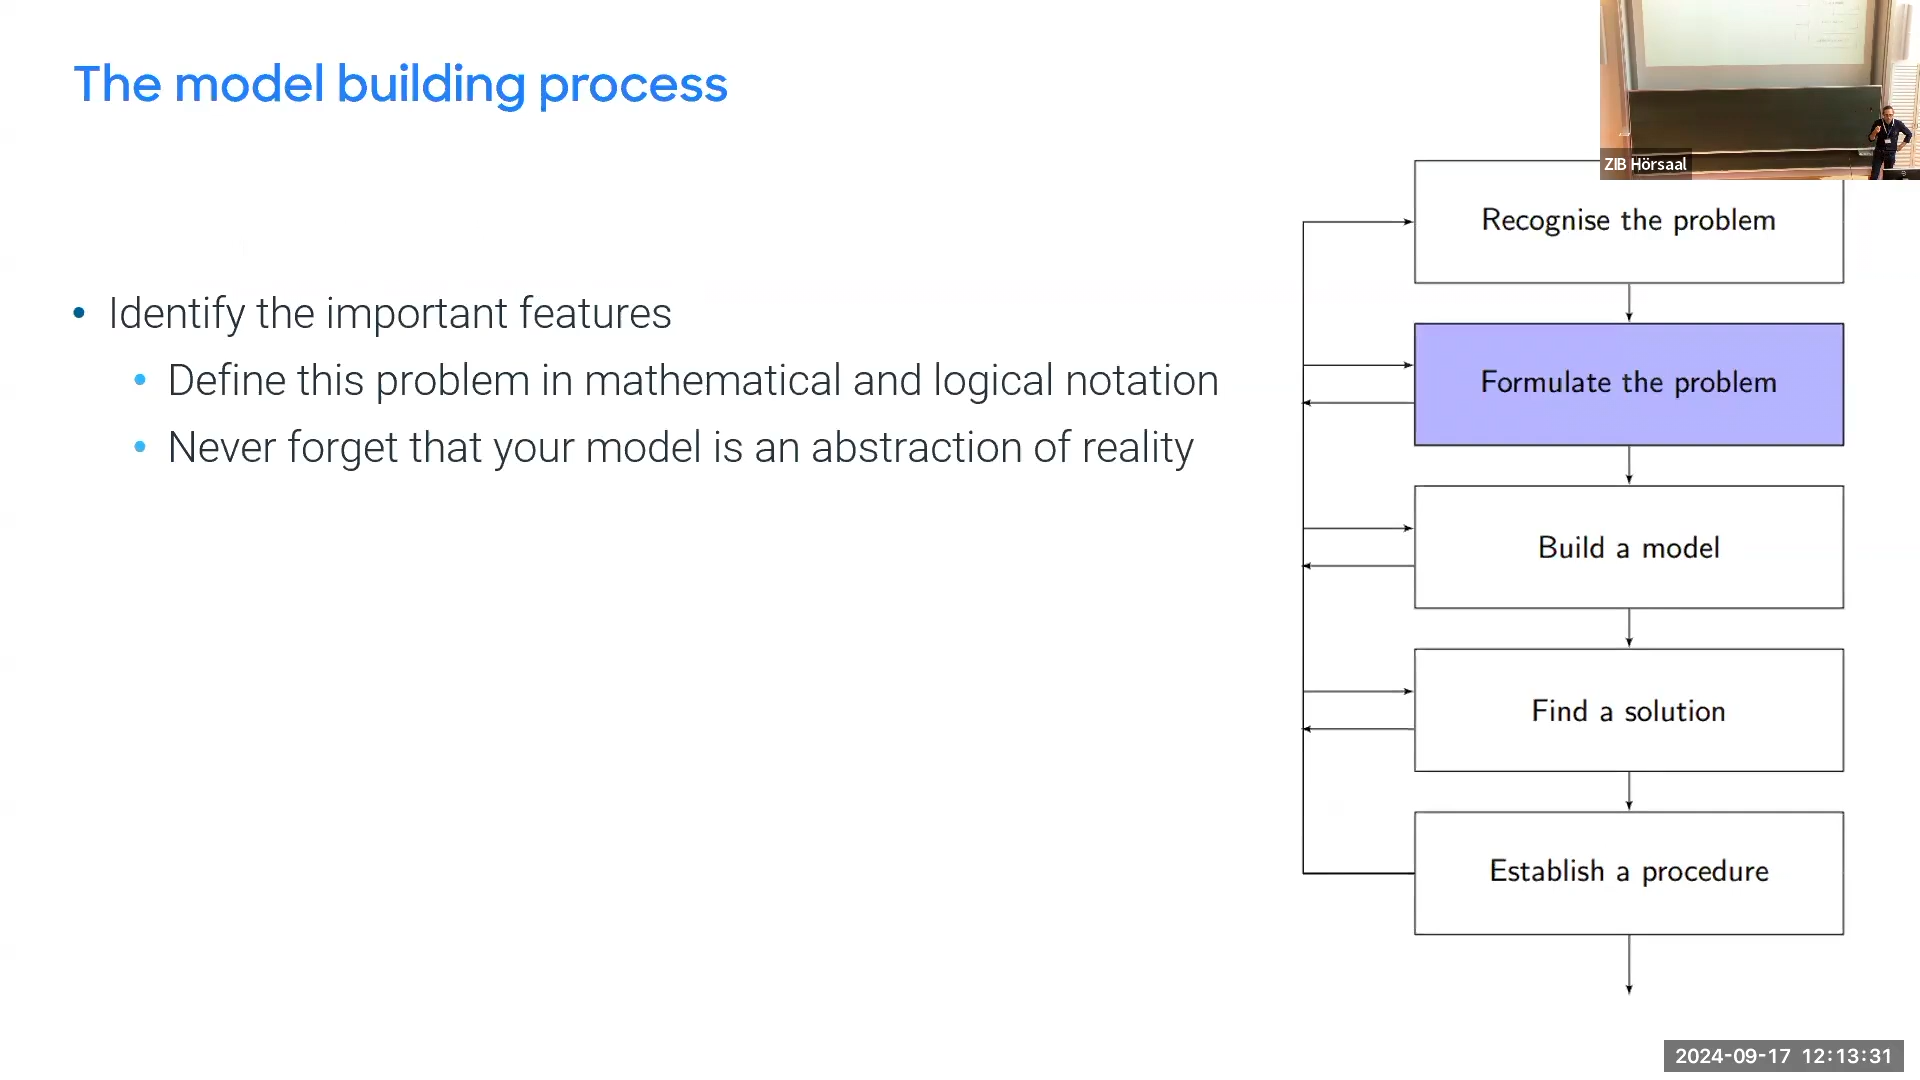 The model building process
ZIB Hörsaal
Recognise the problem
• Identify the important features
• Define this problem in mathematical and logical notation
• Never forget that your model is an abstraction of reality
Formulate the problem
Build a model
Find a solution
Establish a procedure
2024-09-17 12:13:31